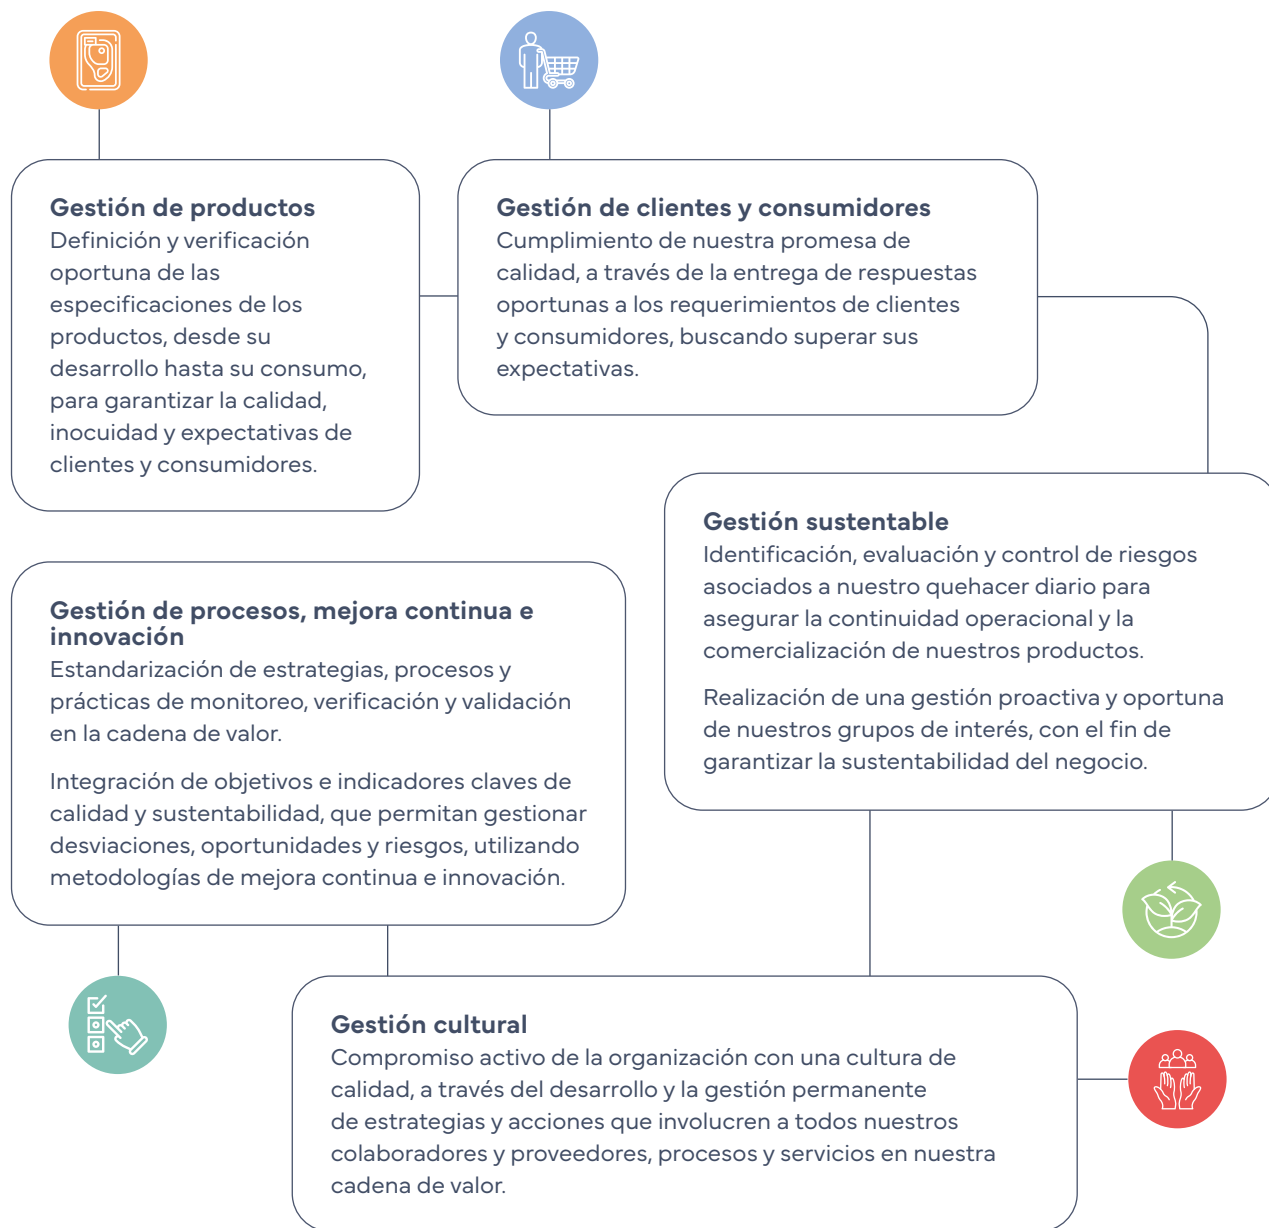 Gestión de productos
Definición y verificación
oportuna de las
especificaciones de los
productos, desde su
desarrollo hasta su consumo,
para garantizar la calidad,
inocuidad y expectativas de
clientes y consumidores.
Gestión de clientes y consumidores
Cumplimiento de nuestra promesa de
calidad, a través de la entrega de respuestas
oportunas a los requerimientos de clientes
y consumidores, buscando superar sus
expectativas.
Gestión sustentable
Identificación, evaluación y control de riesgos
asociados a nuestro quehacer diario para
asegurar la continuidad operacional y la
comercialización de nuestros productos.
Realización de una gestión proactiva y oportuna
de nuestros grupos de interés, con el fin de
garantizar la sustentabilidad del negocio.
Gestión de procesos, mejora continua e
innovación
Estandarización de estrategias, procesos y
prácticas de monitoreo, verificación y validación
en la cadena de valor.
Integración de objetivos e indicadores claves de
calidad y sustentabilidad, que permitan gestionar
desviaciones, oportunidades y riesgos, utilizando
metodologías de mejora continua e innovación.
Gestión cultural
Compromiso activo de la organización con una cultura de
calidad, a través del desarrollo y la gestión permanente
de estrategias y acciones que involucren a todos nuestros
colaboradores y proveedores, procesos y servicios en nuestra
cadena de valor.